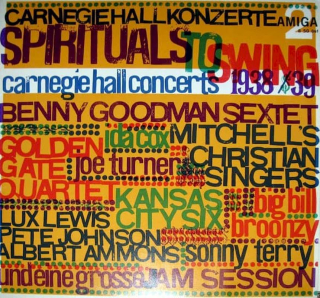 CARNEGIE HALL KONZERTE
AMIGA
2
SPIRITUALS TO SWING
carnegie hall concerts 1938/39
BENNY GOODMAN SEXTET
GOLDEN GATE QUARTET
ida cox
MITCHELL'S CHRISTIAN SINGERS
joe turner
KANSAS CITY SIX
big bill broonzy
LUX LEWIS
PETE JOHNSON
ALBERT AMMONS
sonny terry
und eine grosse JAM SESSION